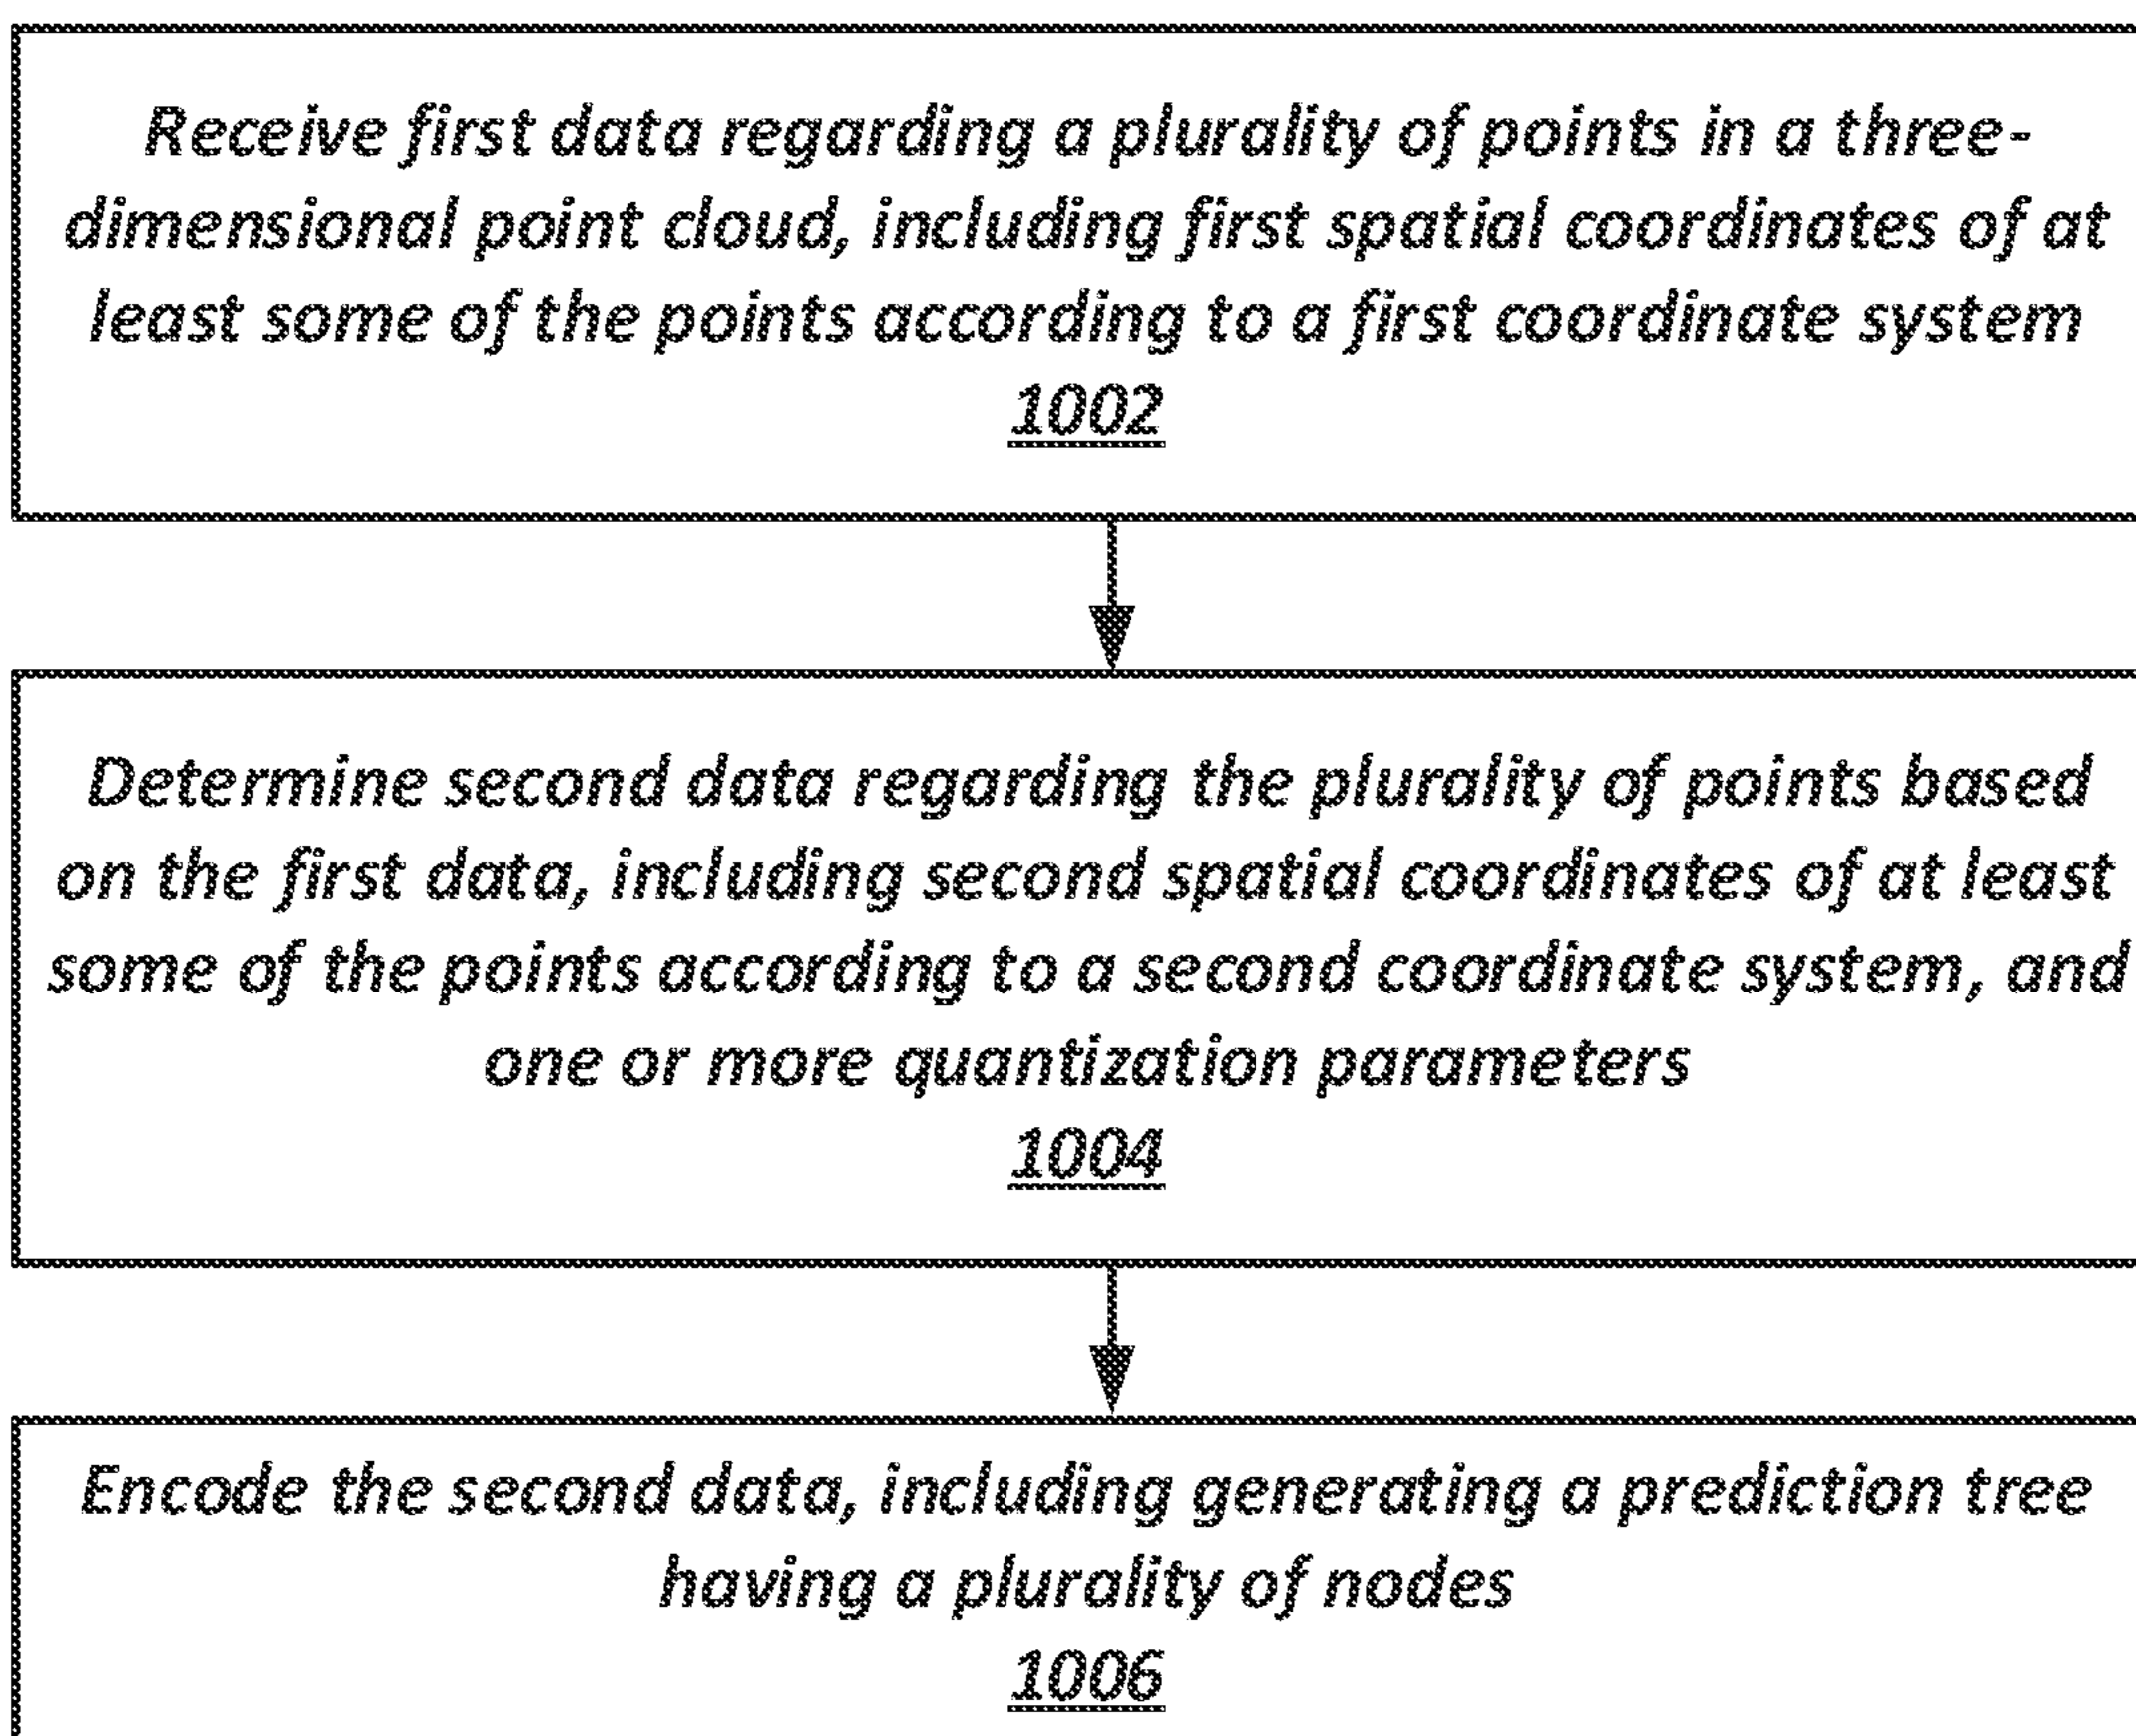 Receive first data regarding a plurality of points in a three-
dimensional point cloud, including first spatial coordinates of at
least some of the points according to a first coordinate system
1002
Determine second data regarding the plurality of points based
on the first data, including second spatial coordinates of at least
some of the points according to a second coordinate system, and
one or more quantization parameters
1004
Encode the second data, including generating a prediction tree
having a plurality of nodes
1006